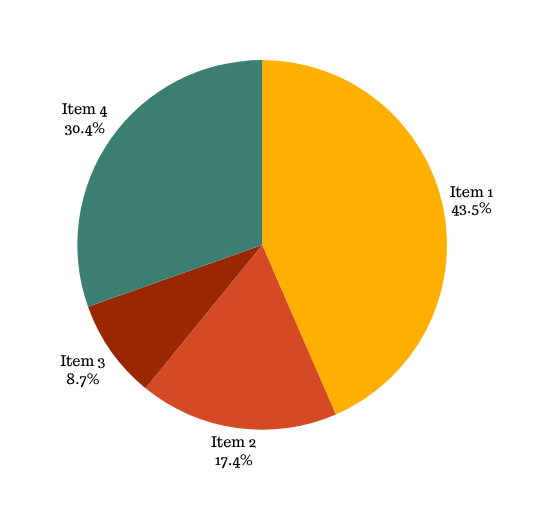 Item 1
43.5%
Item 2
17.4%
Item 3
8.7%
Item 4
30.4%